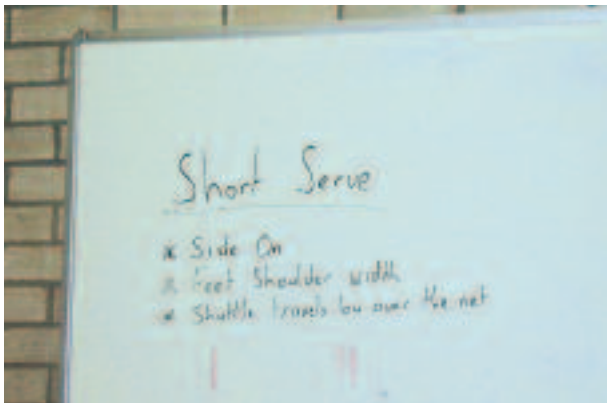 Short Serve
* Side On
* Feet Shoulder width
* Shuttle travels low over the net